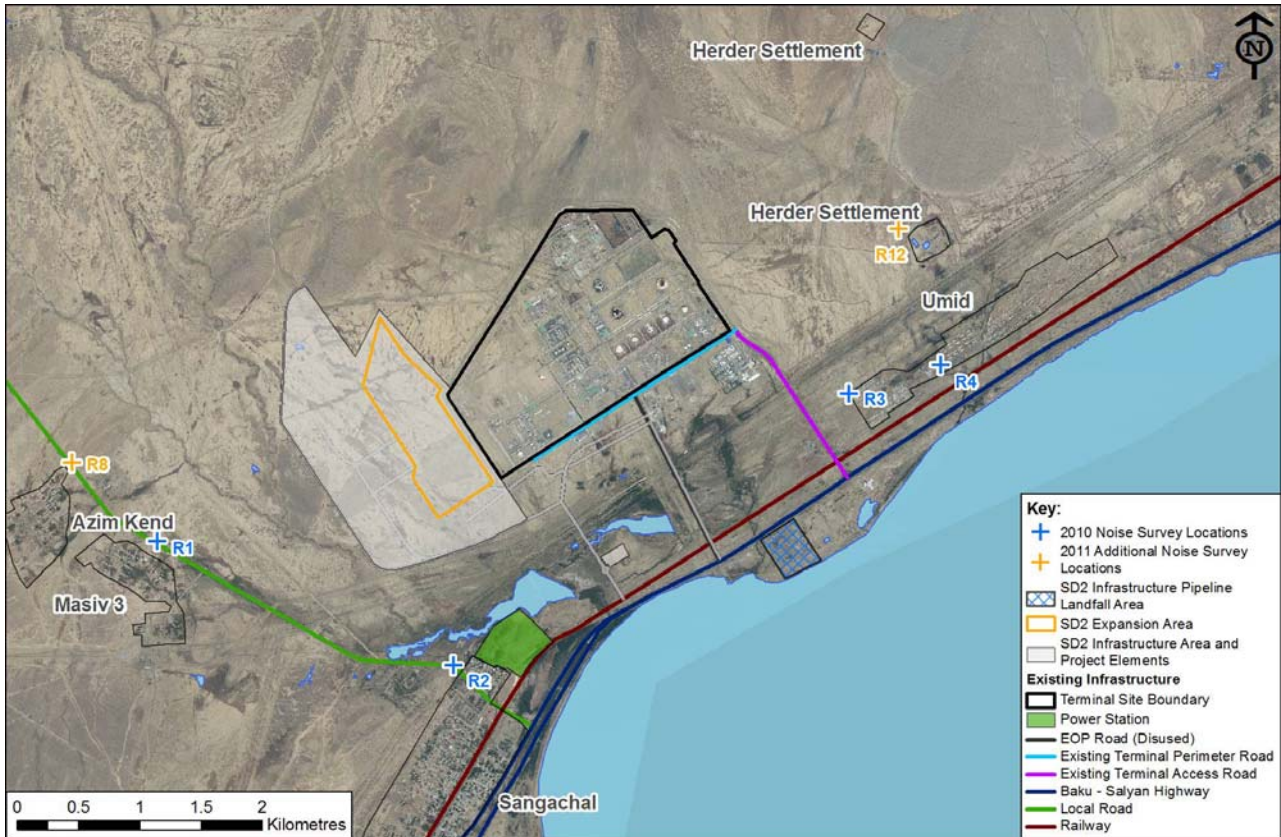 Herder Settlement
N
Herder Settlement
R12
Umid
R4
R3
R8
Azim Kend
R1
Masiv 3
R2
Sangachal
0 0.5 1 1.5 2
Kilometres
Key:
2010 Noise Survey Locations
2011 Additional Noise Survey
Locations
SD2 Infrastructure Pipeline
Landfall Area
SD2 Expansion Area
SD2 Infrastructure Area and
Project Elements
Existing Infrastructure
Terminal Site Boundary
Power Station
EOP Road (Disused)
Existing Terminal Perimeter Road
Existing Terminal Access Road
Baku - Salyan Highway
Local Road
Railway